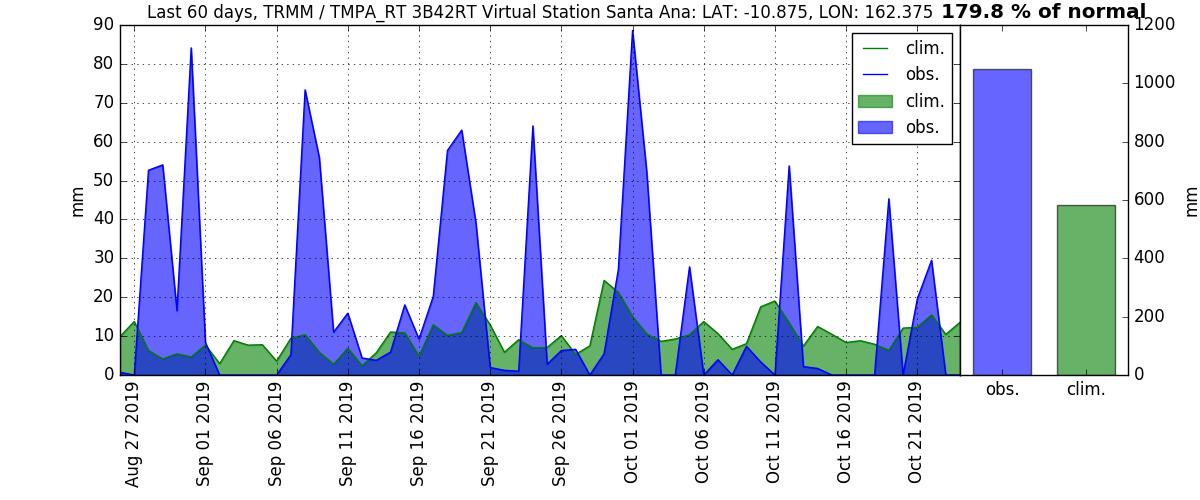 Last 60 days, TRMM / TMPA_RT 3B42RT Virtual Station Santa Ana: LAT: -10.875, LON: 162.375 179.8 % of normal
90
80
70
60
50
40
30
20
10
0
mm
clim.
obs.
clim.
obs.
1200
1000
800
600
400
200
0
mm
Aug 27 2019
Sep 01 2019
Sep 06 2019
Sep 11 2019
Sep 16 2019
Sep 21 2019
Sep 26 2019
Oct 01 2019
Oct 06 2019
Oct 11 2019
Oct 16 2019
Oct 21 2019
obs.
clim.